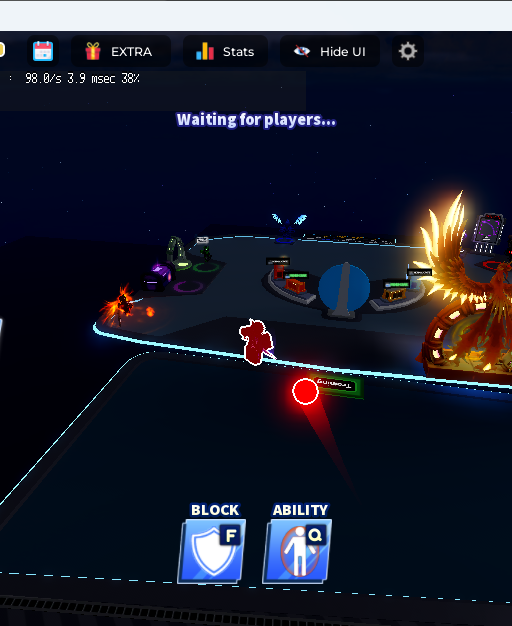 EXTRA
Stats
Hide UI
: 98.0/s 3.9 msec 38%
Waiting for players...
BLOCK
ABILITY
F
Q